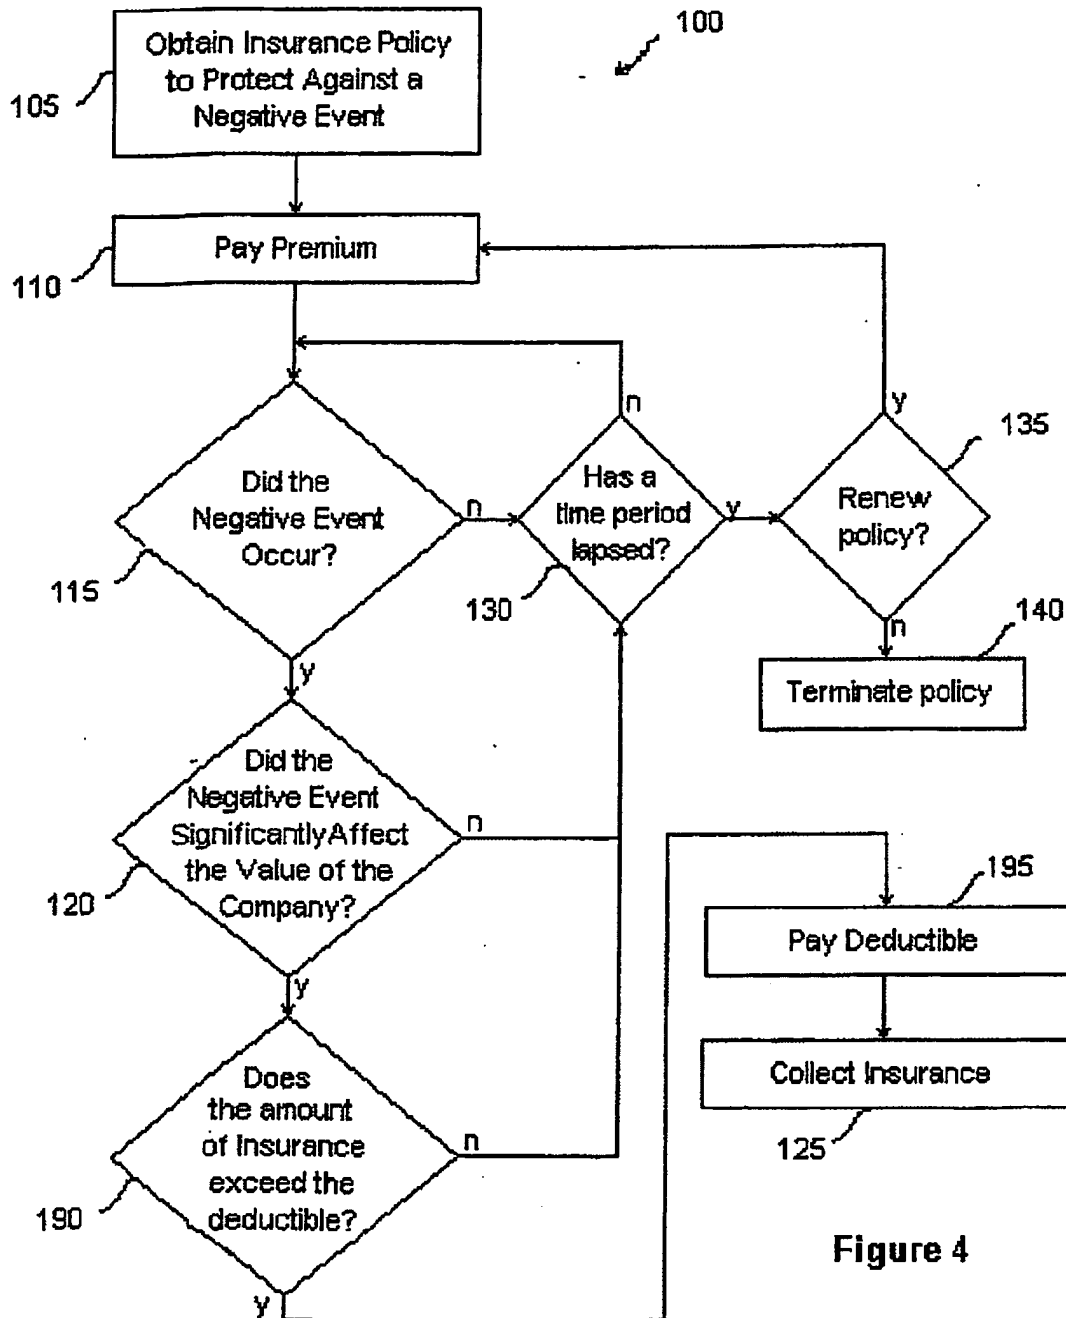 100
Obtain Insurance Policy
to Protect Against a
Negative Event
105
Pay Premium
110
n
y
135
Did the
Negative Event
Occur?
n
115
Has a
time period
lapsed?
y
130
Renew
policy?
n
140
Terminate policy
y
Did the
Negative Event
Significantly Affect
the Value of the
Company?
n
120
y
195
Pay Deductible
Collect Insurance
125
Does
the amount
of Insurance
exceed the
deductible?
n
190
y
Figure 4